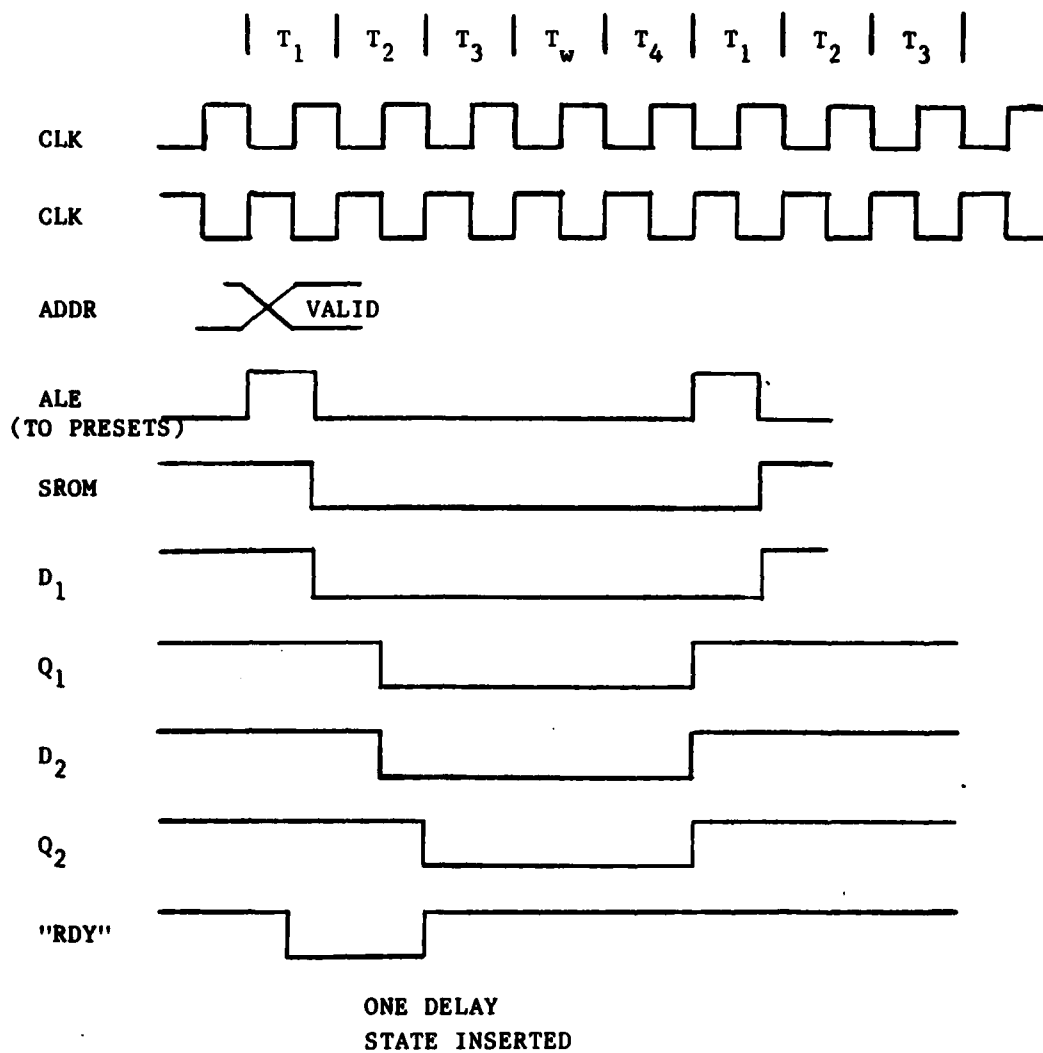 | T1 | T2 | T3 | Tw | T4 | T1 | T2 | T3 |
CLK
CLK
ADDR VALID
ALE
(TO PRESETS)
SROM
D1
Q1
D2
Q2
"RDY"
ONE DELAY
STATE INSERTED